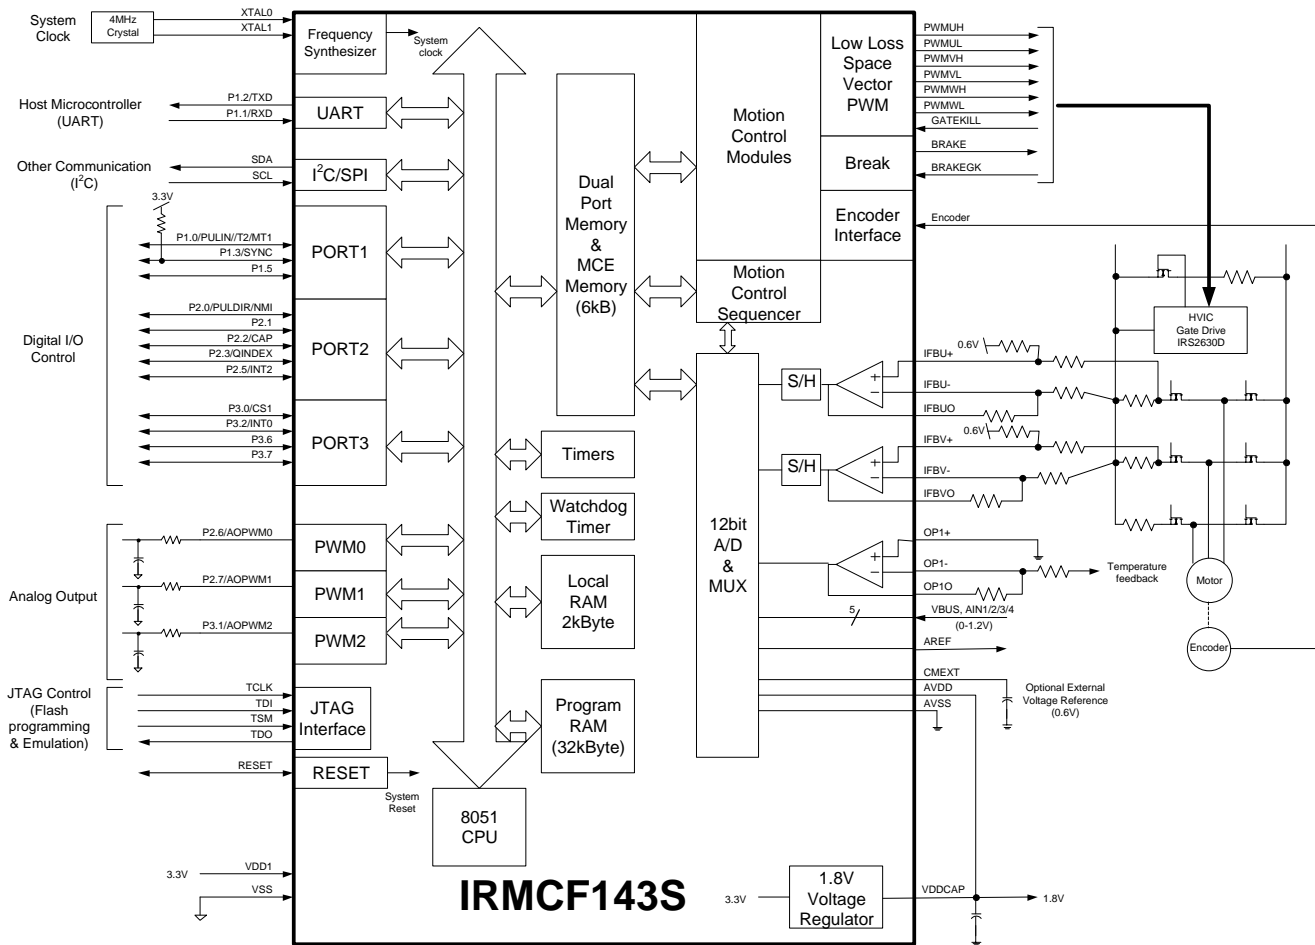 System
Clock
4MHz
Crystal
XTAL0
XTAL1
Frequency
Synthesizer
System
clock
Host Microcontroller
(UART)
P1.2/TXD
P1.1/RXD
UART
Other Communication
(I2C)
SDA
SCL
I2C/SPI
3.3V
Digital I/O
Control
P1.0/PULIN//T2/MT1
P1.3/SYNC
P1.5
PORT1
P2.0/PULDIR/NMI
P2.1
P2.2/CAP
P2.3/QINDEX
P2.5/INT2
PORT2
P3.0/CS1
P3.2/INT0
P3.6
P3.7
PORT3
Analog Output
P2.6/AOPWM0
PWM0
P2.7/AOPWM1
PWM1
P3.1/AOPWM2
PWM2
JTAG Control
(Flash
programming
& Emulation)
TCLK
TDI
TSM
TDO
JTAG
Interface
RESET
RESET
System
Reset
3.3V
VDD1
VSS
8051
CPU
Dual
Port
Memory
&
MCE
Memory
(6kB)
Timers
Watchdog
Timer
Local
RAM
2kByte
Program
RAM
(32kByte)
Motion
Control
Modules
Motion
Control
Sequencer
12bit
A/D
&
MUX
Low Loss
Space
Vector
PWM
Break
Encoder
Interface
PWMUH
PWMUL
PWMVH
PWMVL
PWMWH
PWMWL
GATEKILL
BRAKE
BRAKEGK
Encoder
HVIC
Gate Drive
IRS2630D
S/H
IFBU+
0.6V
IFBU-
IFBUO
0.6V
IFBV+
S/H
IFBV-
IFBVO
OP1+
OP1-
OP1O
Temperature
feedback
5
VBUS, AIN1/2/3/4
(0-1.2V)
AREF
CMEXT
AVDD
AVSS
Optional External
Voltage Reference
(0.6V)
Motor
Encoder
IRMCF143S
3.3V
1.8V
Voltage
Regulator
VDDCAP
1.8V